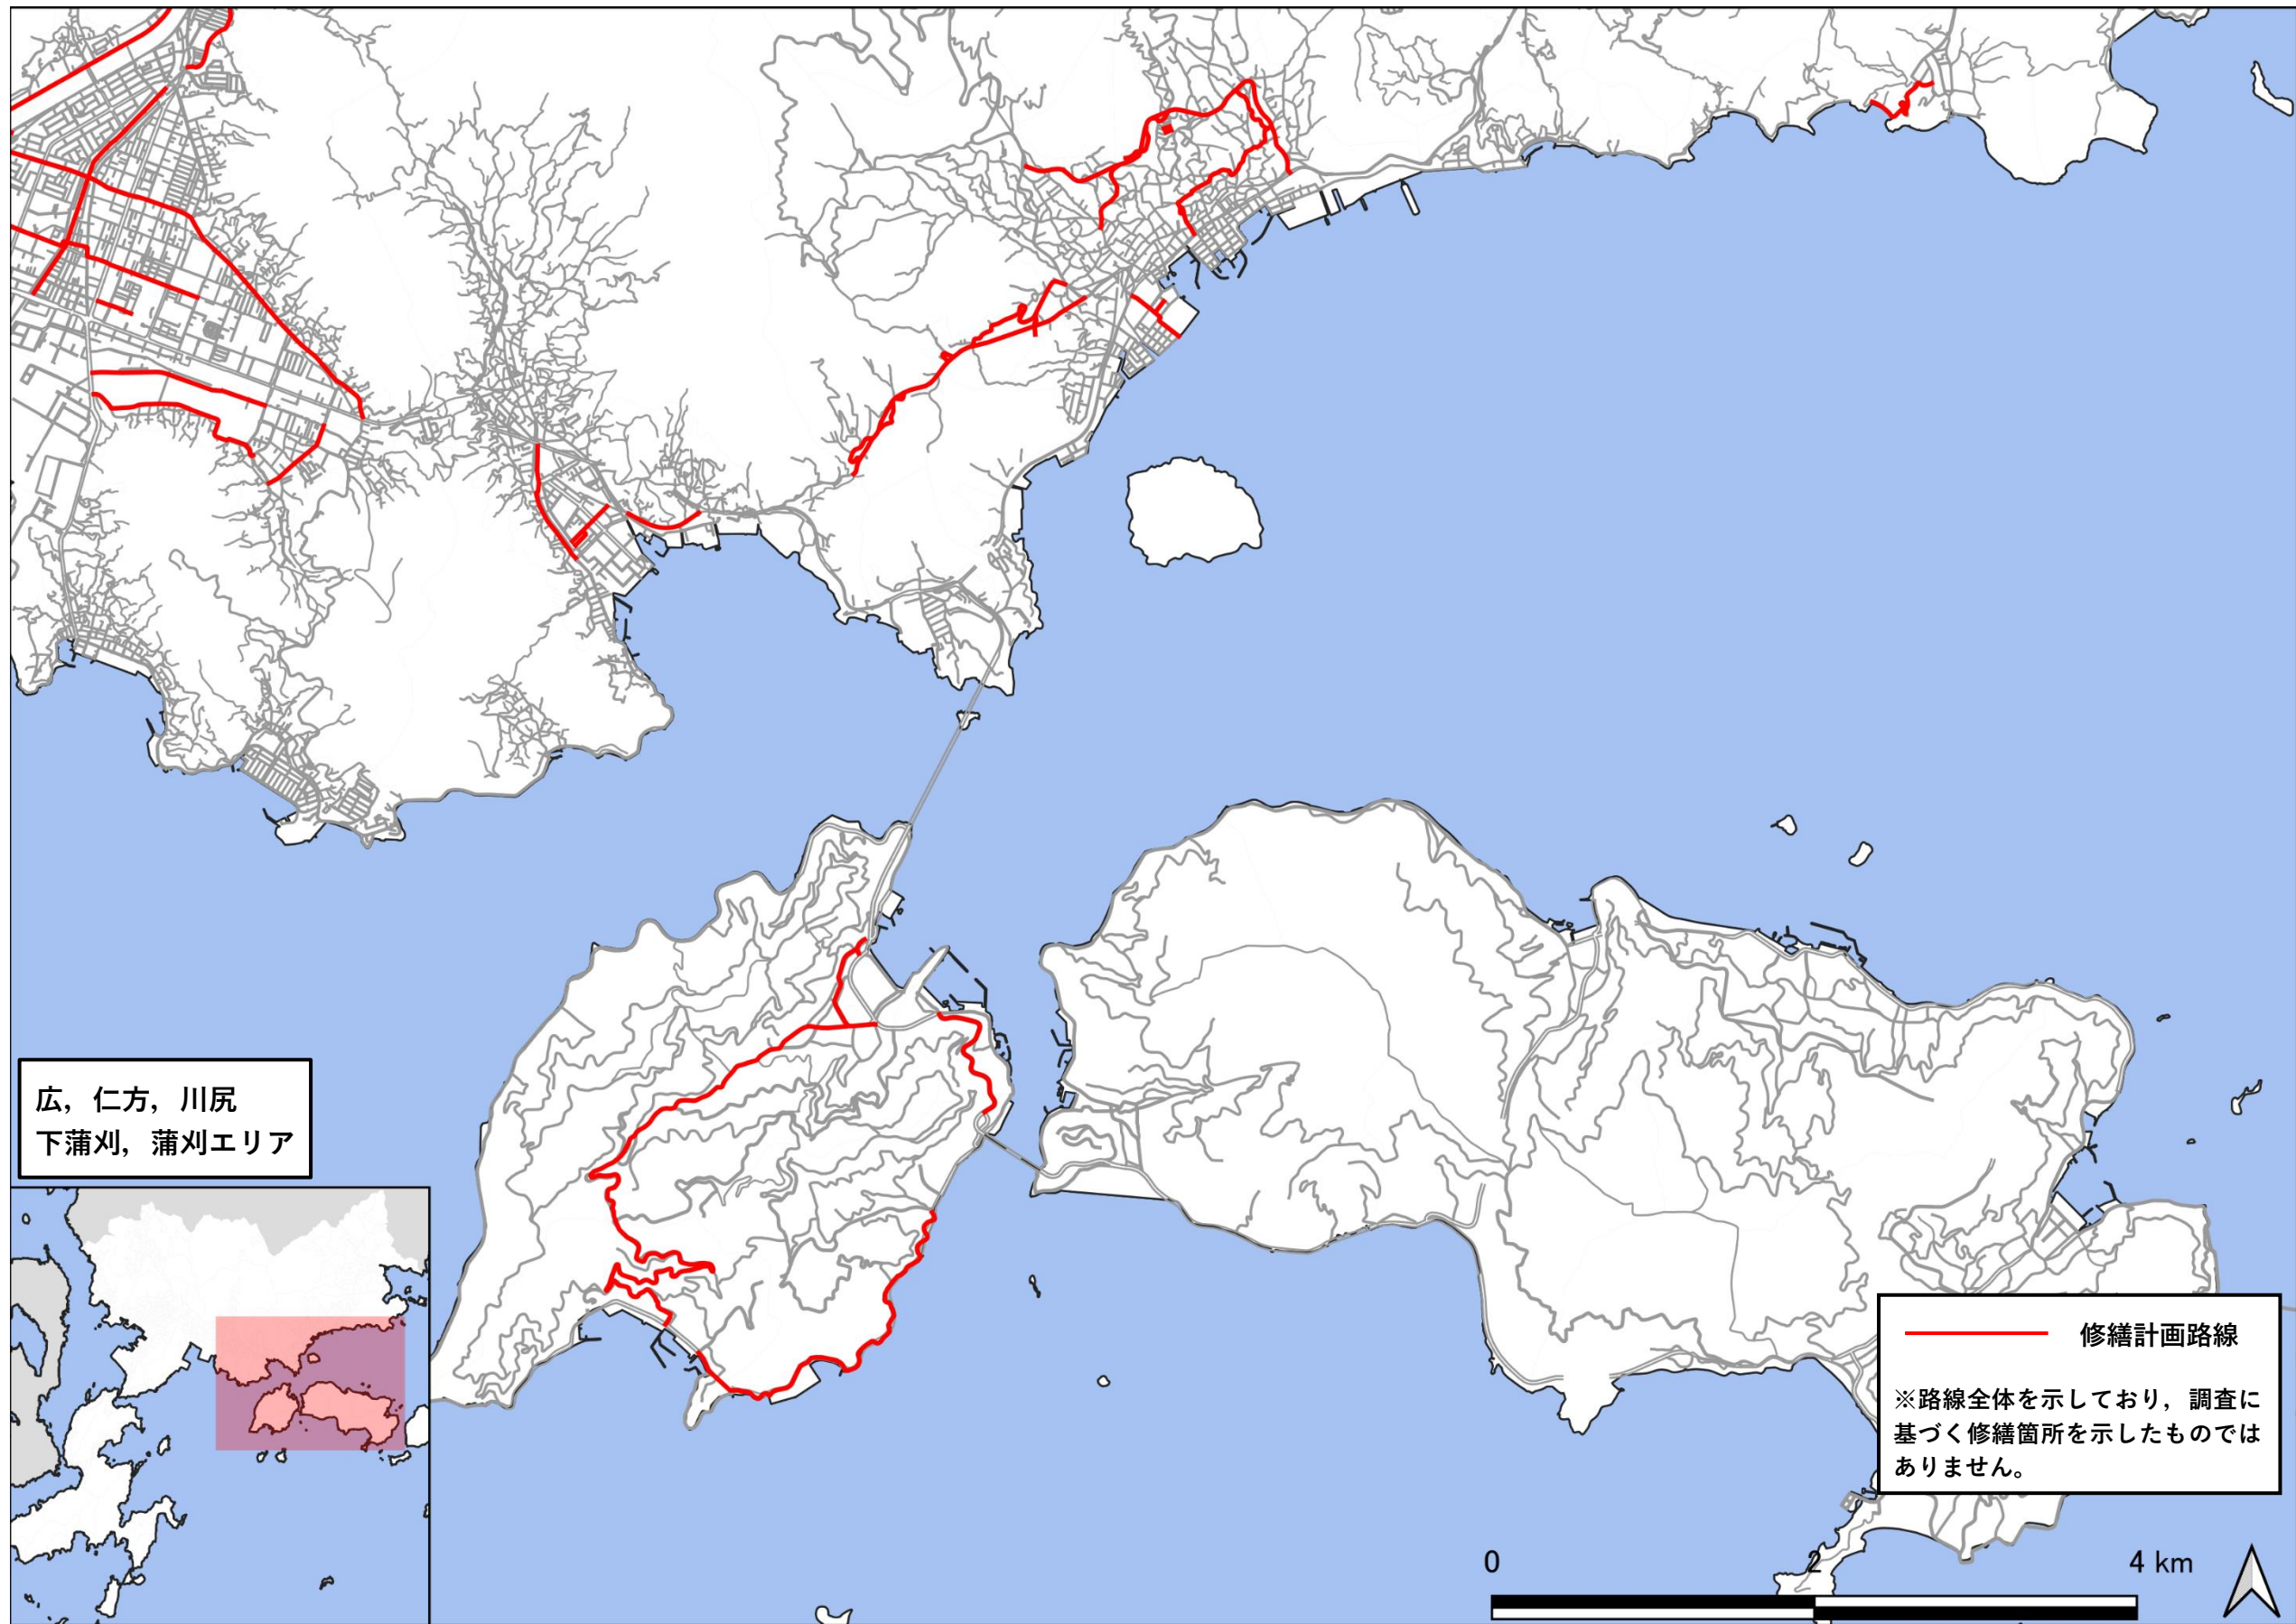 広，仁方，川尻
下蒲刈，蒲刈エリア
修繕計画路線
※路線全体を示しており，調査に
基づく修繕箇所を示したものでは
ありません。
0 2 4 km